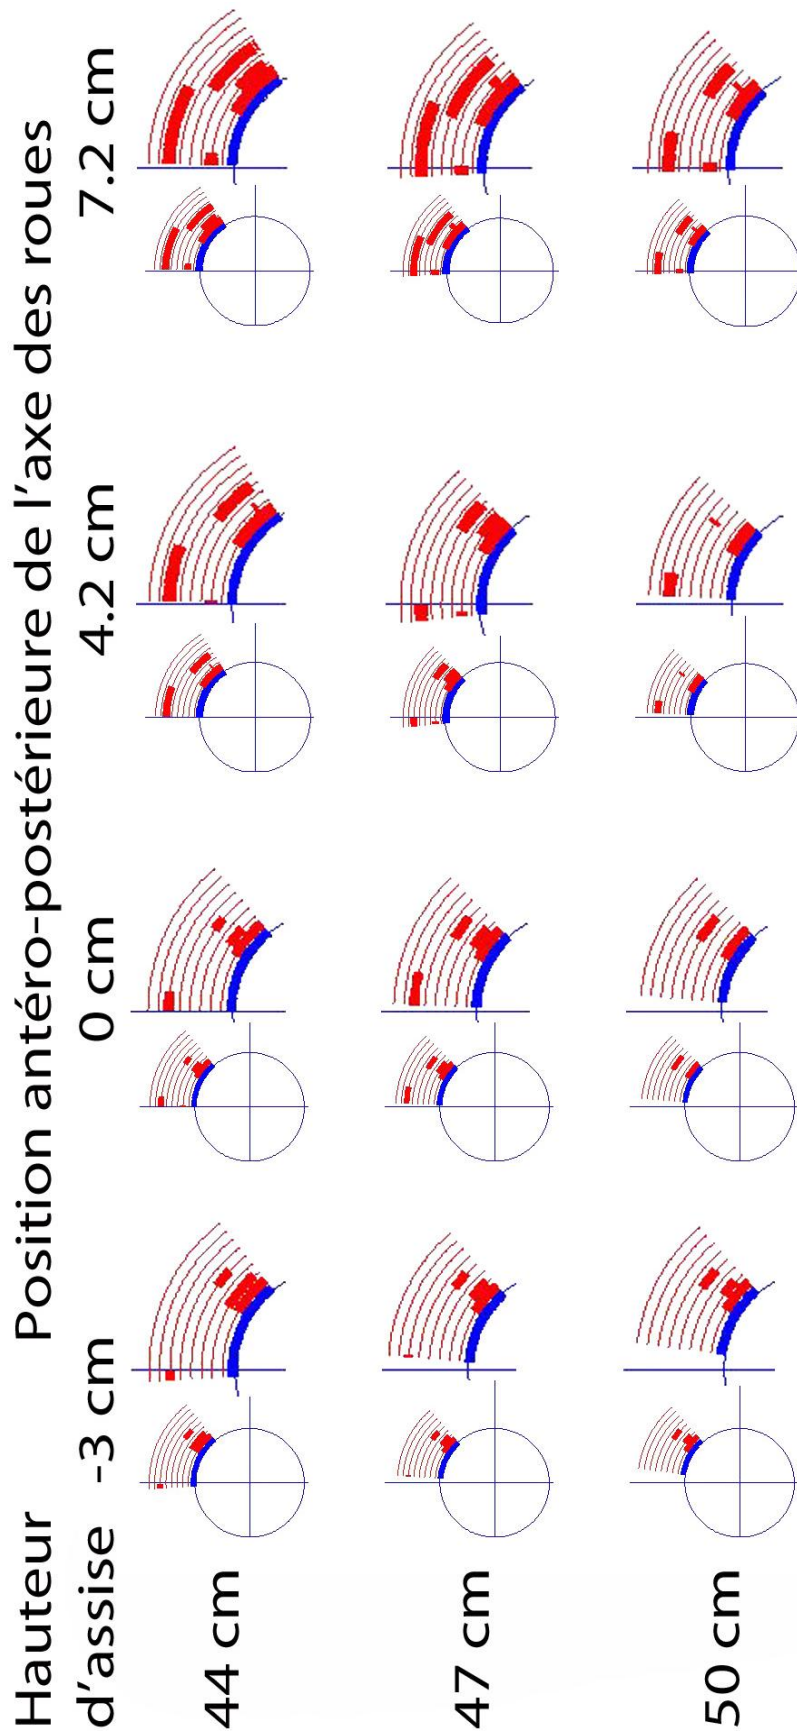 Position antéro-postérieure de l'axe des roues
Hauteur
d'assise
-3 cm
0 cm
4.2 cm
7.2 cm
44 cm
47 cm
50 cm